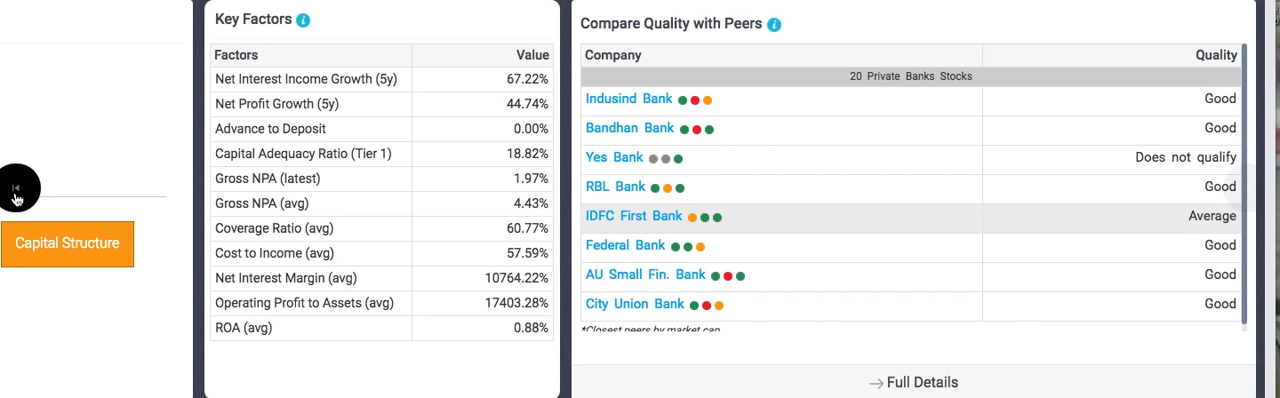 Capital Structure
Key Factors
Factors Value
Net Interest Income Growth (5y) 67.22%
Net Profit Growth (5y) 44.74%
Advance to Deposit 0.00%
Capital Adequacy Ratio (Tier 1) 18.82%
Gross NPA (latest) 1.97%
Gross NPA (avg) 4.43%
Coverage Ratio (avg) 60.77%
Cost to Income (avg) 57.59%
Net Interest Margin (avg) 10764.22%
Operating Profit to Assets (avg) 17403.28%
ROA (avg) 0.88%
Compare Quality with Peers
Company Quality
20 Private Banks Stocks
Indusind Bank Good
Bandhan Bank Good
Yes Bank Does not qualify
RBL Bank Good
IDFC First Bank Average
Federal Bank Good
AU Small Fin. Bank Good
City Union Bank Good
*Closest peers by market cap
Full Details